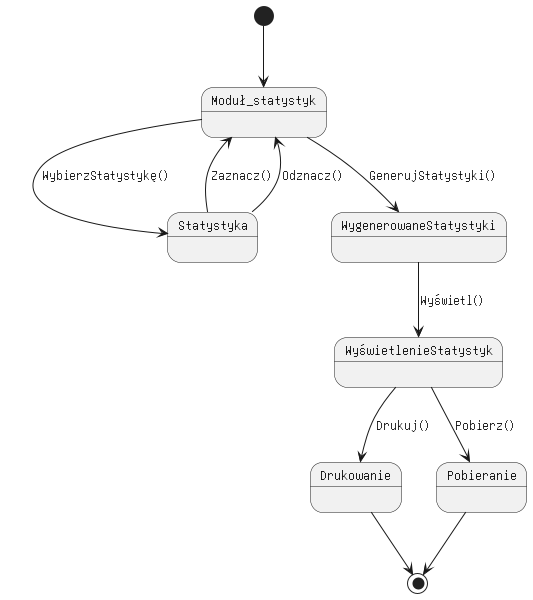 Moduł_statystyk
WybierzStatystykę()
Zaznacz()
Odznacz()
GenerujStatystyki()
Statystyka
WygenerowaneStatystyki
Wyświetl()
WyświetlenieStatystyk
Drukuj()
Pobierz()
Drukowanie
Pobieranie